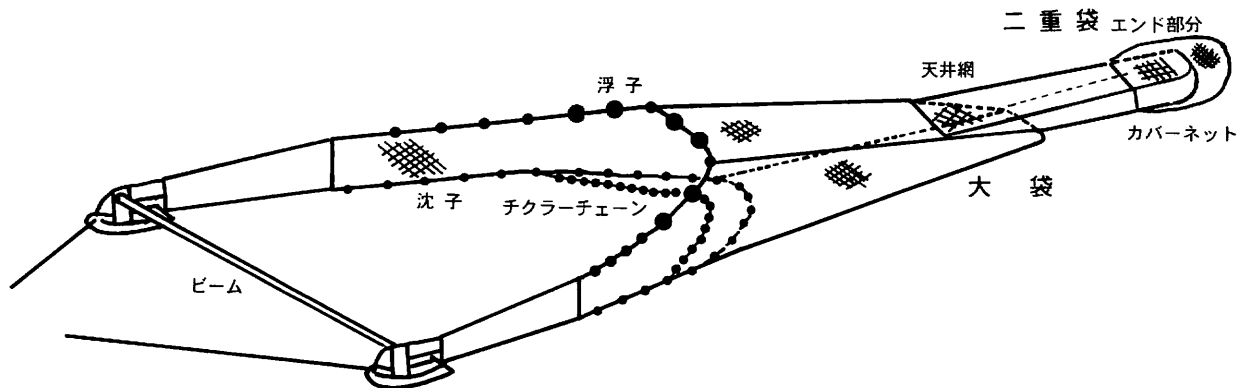 二重袋 エンド部分
天井網
浮子
カバーネット
大袋
沈子
チクラーチェーン
ビーム